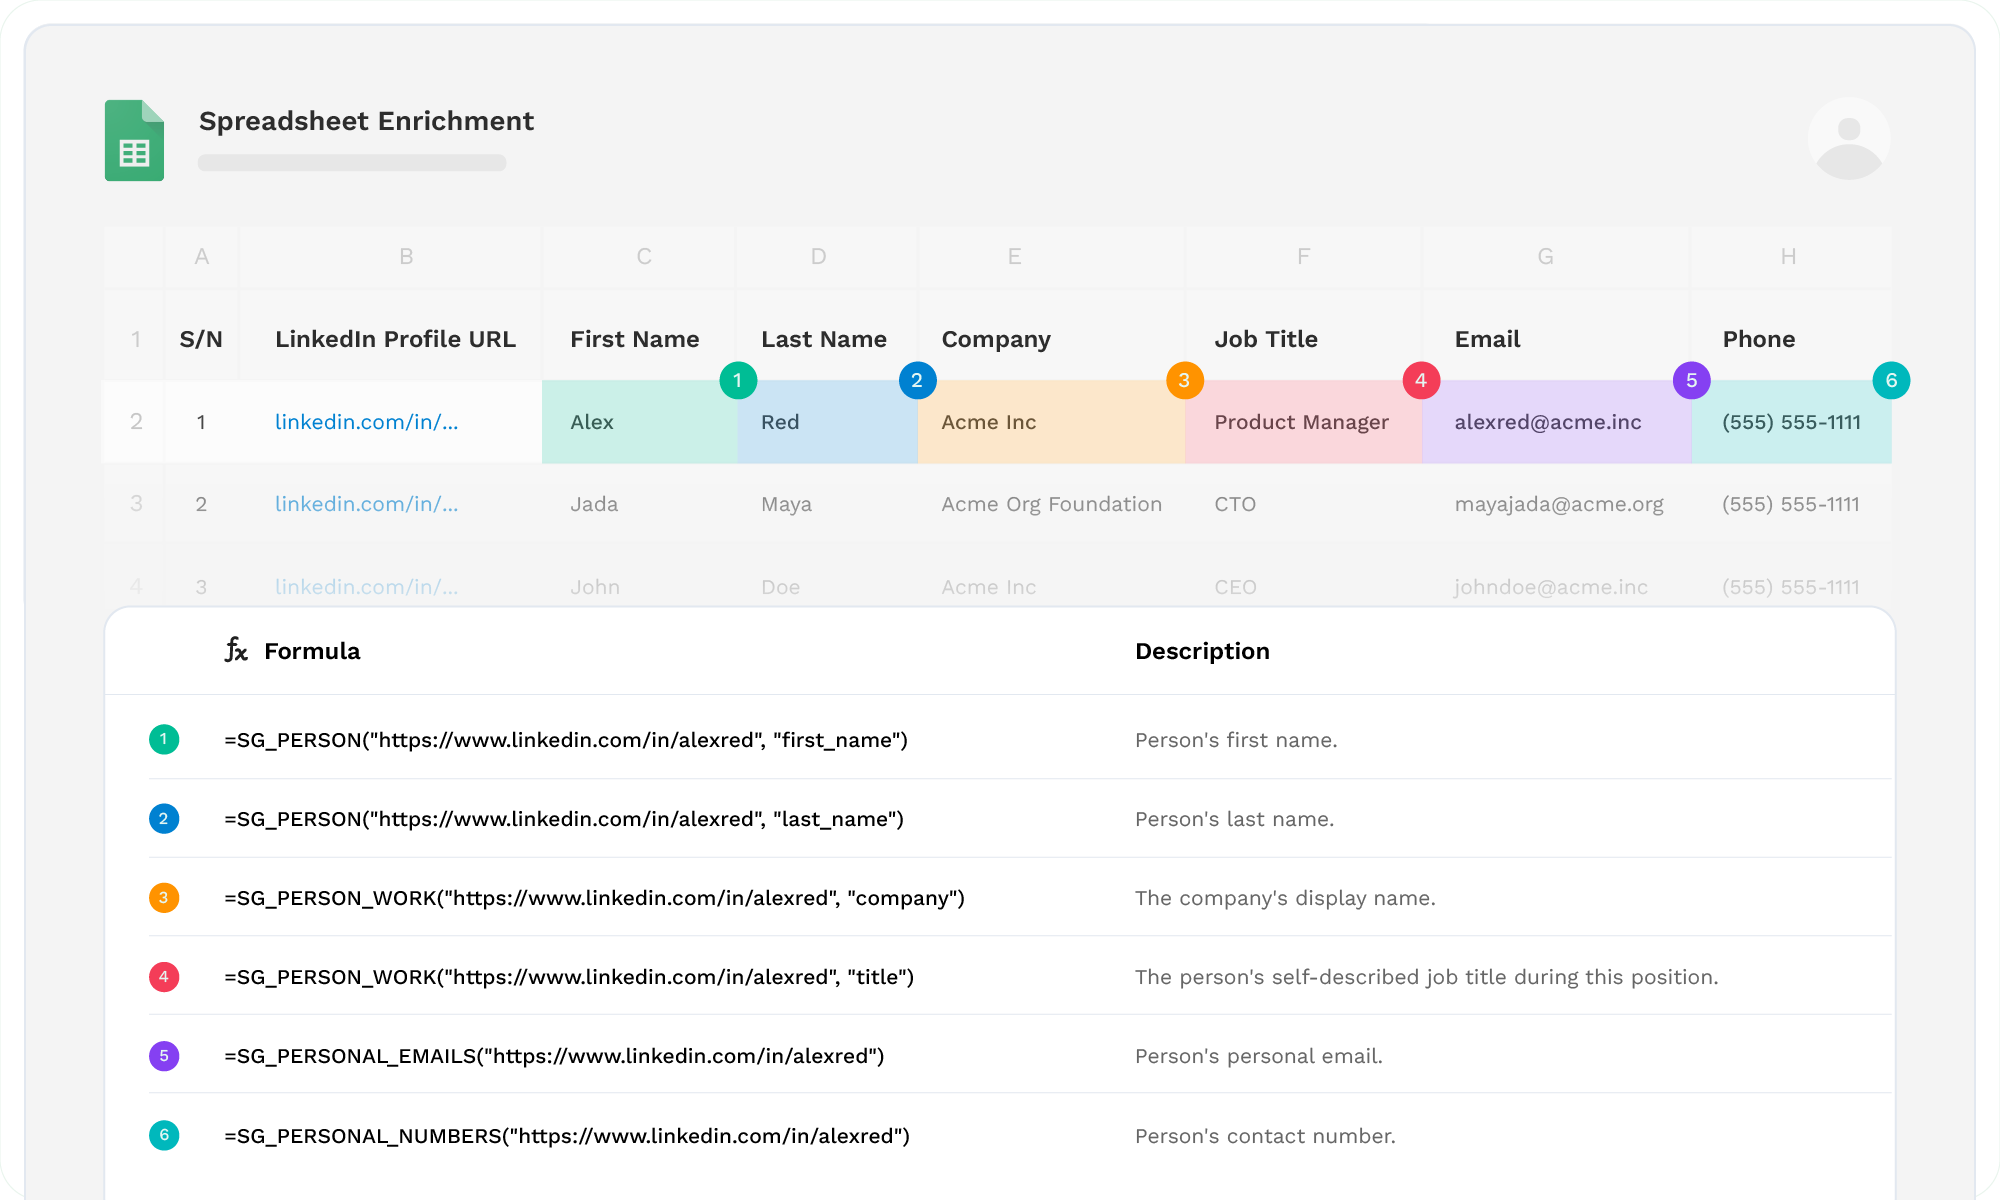 Spreadsheet Enrichment
A B C D E F G H
1 S/N LinkedIn Profile URL First Name Last Name Company Job Title Email Phone
1 2 3 4 5 6
2 1 linkedin.com/in/... Alex Red Acme Inc Product Manager alexred@acme.inc (555) 555-1111
3 2 linkedin.com/in/... Jada Maya Acme Org Foundation CTO mayajada@acme.org (555) 555-1111
4 3 linkedin.com/in/... John Doe Acme Inc CEO johndoe@acme.inc (555) 555-1111
fx Formula Description
1 =SG_PERSON("https://www.linkedin.com/in/alexred", "first_name") Person's first name.
2 =SG_PERSON("https://www.linkedin.com/in/alexred", "last_name") Person's last name.
3 =SG_PERSON_WORK("https://www.linkedin.com/in/alexred", "company") The company's display name.
4 =SG_PERSON_WORK("https://www.linkedin.com/in/alexred", "title") The person's self-described job title during this position.
5 =SG_PERSONAL_EMAILS("https://www.linkedin.com/in/alexred") Person's personal email.
6 =SG_PERSONAL_NUMBERS("https://www.linkedin.com/in/alexred") Person's contact number.